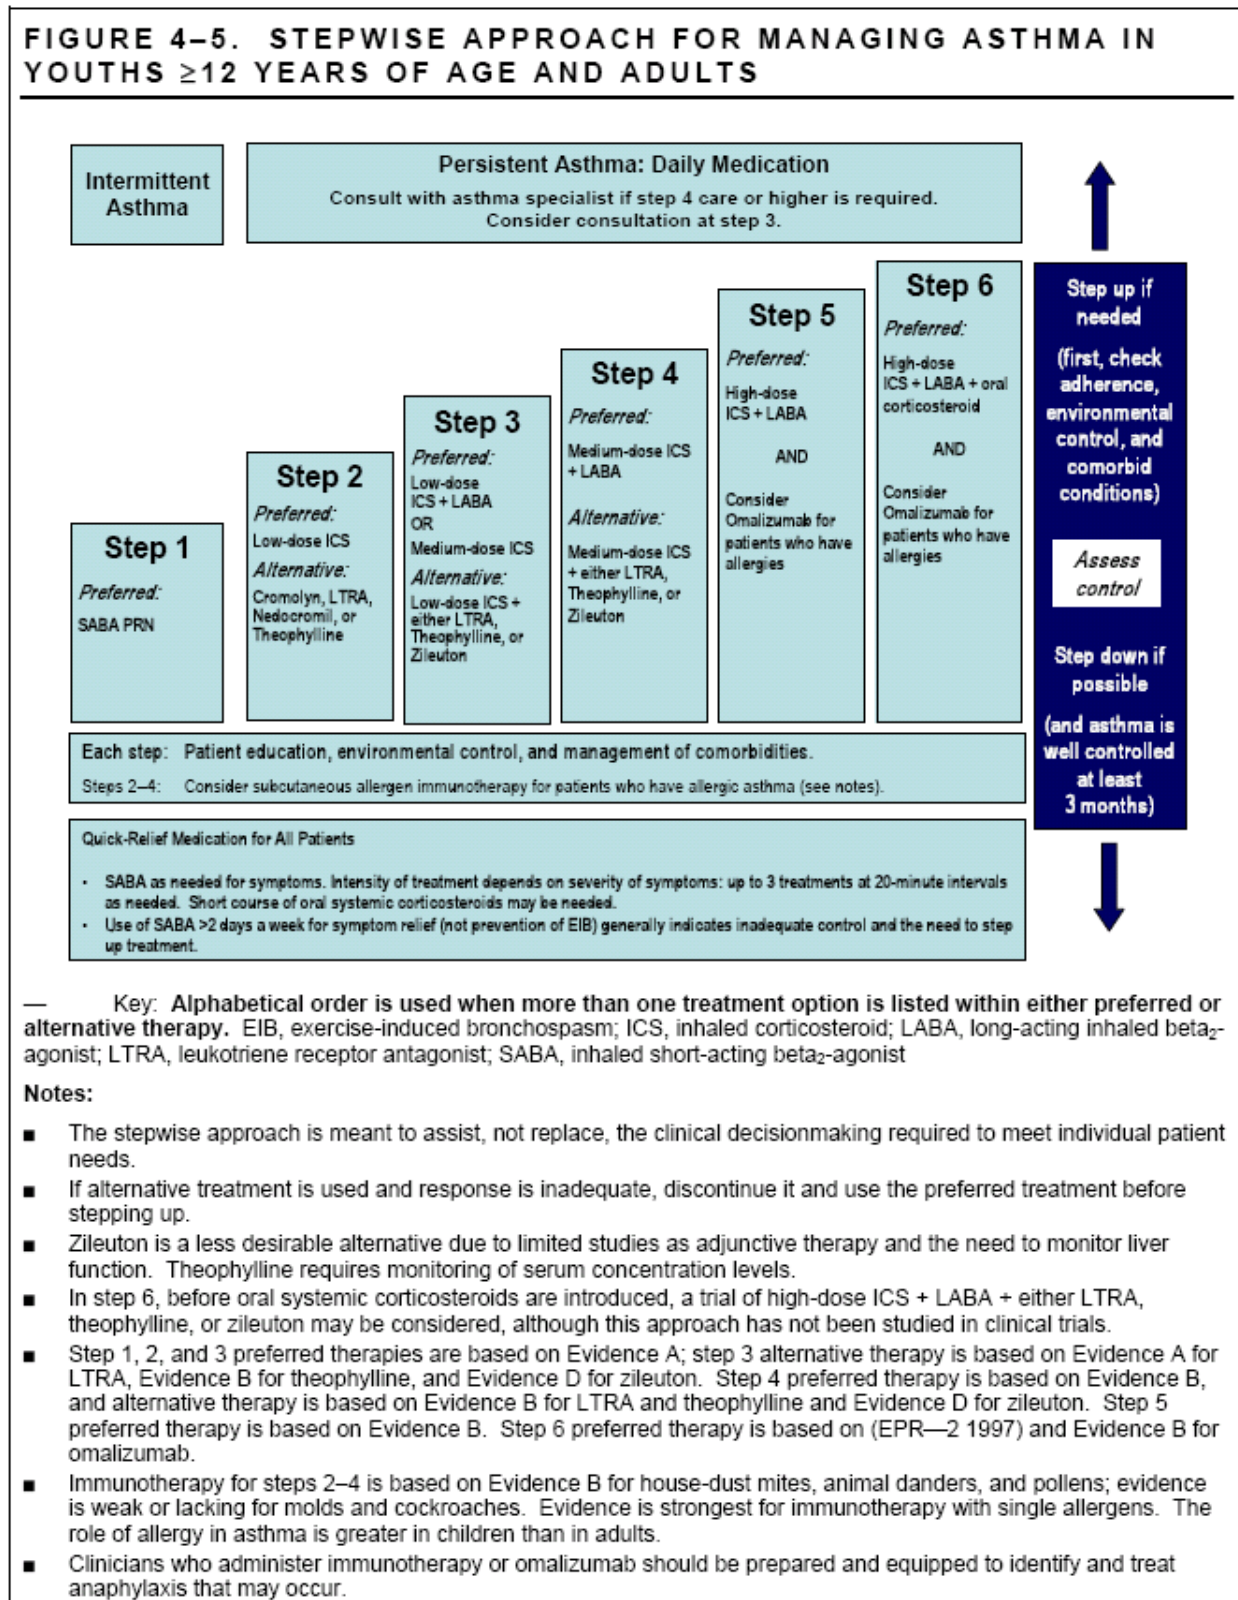 FIGURE 4–5. STEPWISE APPROACH FOR MANAGING ASTHMA IN
YOUTHS ≥12 YEARS OF AGE AND ADULTS
Intermittent
Asthma
Persistent Asthma: Daily Medication
Consult with asthma specialist if step 4 care or higher is required.
Consider consultation at step 3.
Step 1
Preferred:
SABA PRN
Step 2
Preferred:
Low-dose ICS
Alternative:
Cromolyn, LTRA,
Nedocromil, or
Theophylline
Step 3
Preferred:
Low-dose
ICS + LABA
OR
Medium-dose ICS
Alternative:
Low-dose ICS +
either LTRA,
Theophylline, or
Zileuton
Step 4
Preferred:
Medium-dose ICS
+ LABA
Alternative:
Medium-dose ICS
+ either LTRA,
Theophylline, or
Zileuton
Step 5
Preferred:
High-dose
ICS + LABA
AND
Consider
Omalizumab for
patients who have
allergies
Step 6
Preferred:
High-dose
ICS + LABA + oral
corticosteroid
AND
Consider
Omalizumab for
patients who have
allergies
Step up if
needed
(first, check
adherence,
environmental
control, and
comorbid
conditions)
Assess
control
Step down if
possible
(and asthma is
well controlled
at least
3 months)
Each step: Patient education, environmental control, and management of comorbidities.
Steps 2–4: Consider subcutaneous allergen immunotherapy for patients who have allergic asthma (see notes).
Quick-Relief Medication for All Patients
• SABA as needed for symptoms. Intensity of treatment depends on severity of symptoms: up to 3 treatments at 20-minute intervals
as needed. Short course of oral systemic corticosteroids may be needed.
• Use of SABA >2 days a week for symptom relief (not prevention of EIB) generally indicates inadequate control and the need to step
up treatment.
— Key: Alphabetical order is used when more than one treatment option is listed within either preferred or
alternative therapy. EIB, exercise-induced bronchospasm; ICS, inhaled corticosteroid; LABA, long-acting inhaled beta₂-
agonist; LTRA, leukotriene receptor antagonist; SABA, inhaled short-acting beta₂-agonist
Notes:
■ The stepwise approach is meant to assist, not replace, the clinical decisionmaking required to meet individual patient
needs.
■ If alternative treatment is used and response is inadequate, discontinue it and use the preferred treatment before
stepping up.
■ Zileuton is a less desirable alternative due to limited studies as adjunctive therapy and the need to monitor liver
function. Theophylline requires monitoring of serum concentration levels.
■ In step 6, before oral systemic corticosteroids are introduced, a trial of high-dose ICS + LABA + either LTRA,
theophylline, or zileuton may be considered, although this approach has not been studied in clinical trials.
■ Step 1, 2, and 3 preferred therapies are based on Evidence A; step 3 alternative therapy is based on Evidence A for
LTRA, Evidence B for theophylline, and Evidence D for zileuton. Step 4 preferred therapy is based on Evidence B,
and alternative therapy is based on Evidence B for LTRA and theophylline and Evidence D for zileuton. Step 5
preferred therapy is based on Evidence B. Step 6 preferred therapy is based on (EPR—2 1997) and Evidence B for
omalizumab.
■ Immunotherapy for steps 2–4 is based on Evidence B for house-dust mites, animal danders, and pollens; evidence
is weak or lacking for molds and cockroaches. Evidence is strongest for immunotherapy with single allergens. The
role of allergy in asthma is greater in children than in adults.
■ Clinicians who administer immunotherapy or omalizumab should be prepared and equipped to identify and treat
anaphylaxis that may occur.